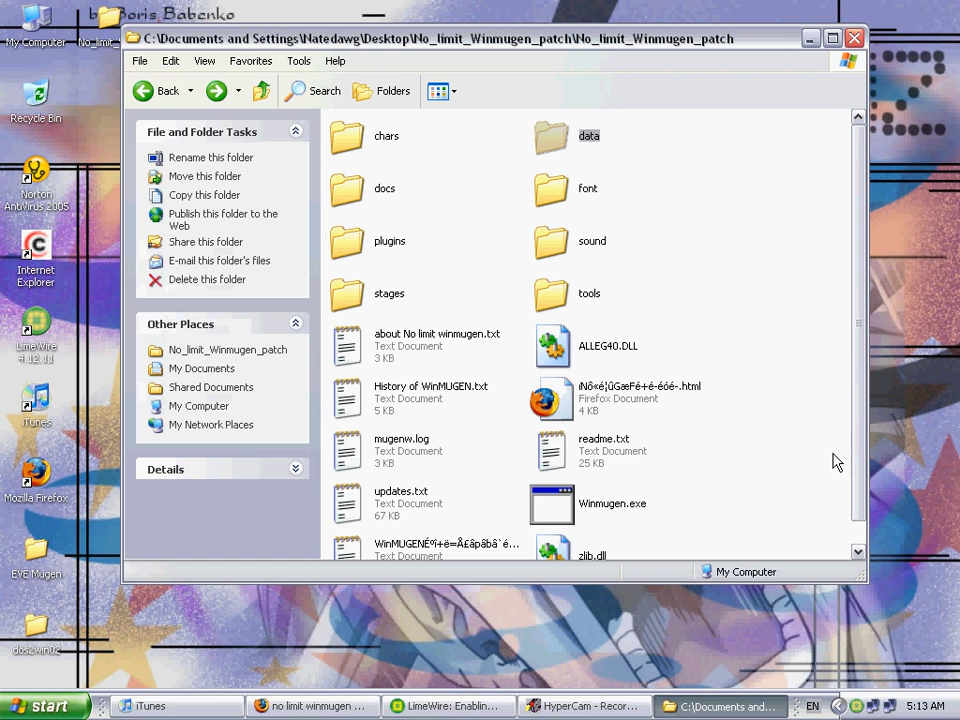 by Boris Babenko
My Computer
No_limit_
Recycle Bin
Norton
AntiVirus 2005
Internet
Explorer
LimeWire
4.12.11
iTunes
Mozilla Firefox
EVE Mugen
dos2win02
C:\Documents and Settings\Natedawg\Desktop\No_limit_Winmugen_patch\No_limit_Winmugen_patch
File Edit View Favorites Tools Help
Back Search Folders
File and Folder Tasks
Rename this folder
Move this folder
Copy this folder
Publish this folder to the
Web
Share this folder
E-mail this folder's files
Delete this folder
Other Places
No_limit_Winmugen_patch
My Documents
Shared Documents
My Computer
My Network Places
Details
chars
data
docs
font
plugins
sound
stages
tools
about No limit winmugen.txt
Text Document
3 KB
ALLEG40.DLL
History of WinMUGEN.txt
Text Document
5 KB
Firefox Document
4 KB
mugenw.log
Text Document
3 KB
readme.txt
Text Document
25 KB
updates.txt
Text Document
67 KB
Winmugen.exe
Text Document
zlib.dll
My Computer
start iTunes no limit winmugen ... LimeWire: Enablin... HyperCam - Recor... C:\Documents and... EN 5:13 AM